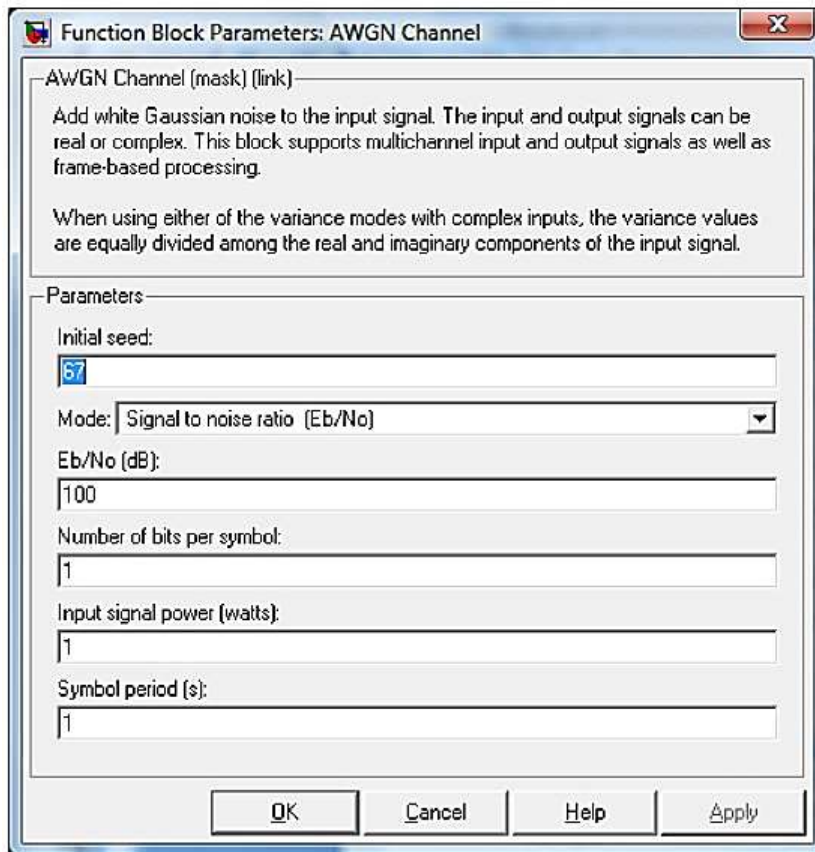 Function Block Parameters: AWGN Channel
AWGN Channel (mask) (link)
Add white Gaussian noise to the input signal. The input and output signals can be
real or complex. This block supports multichannel input and output signals as well as
frame-based processing.
When using either of the variance modes with complex inputs, the variance values
are equally divided among the real and imaginary components of the input signal.
Parameters
Initial seed:
67
Mode: Signal to noise ratio (Eb/No)
Eb/No (dB):
100
Number of bits per symbol:
1
Input signal power (watts):
1
Symbol period (s):
1
OK Cancel Help Apply